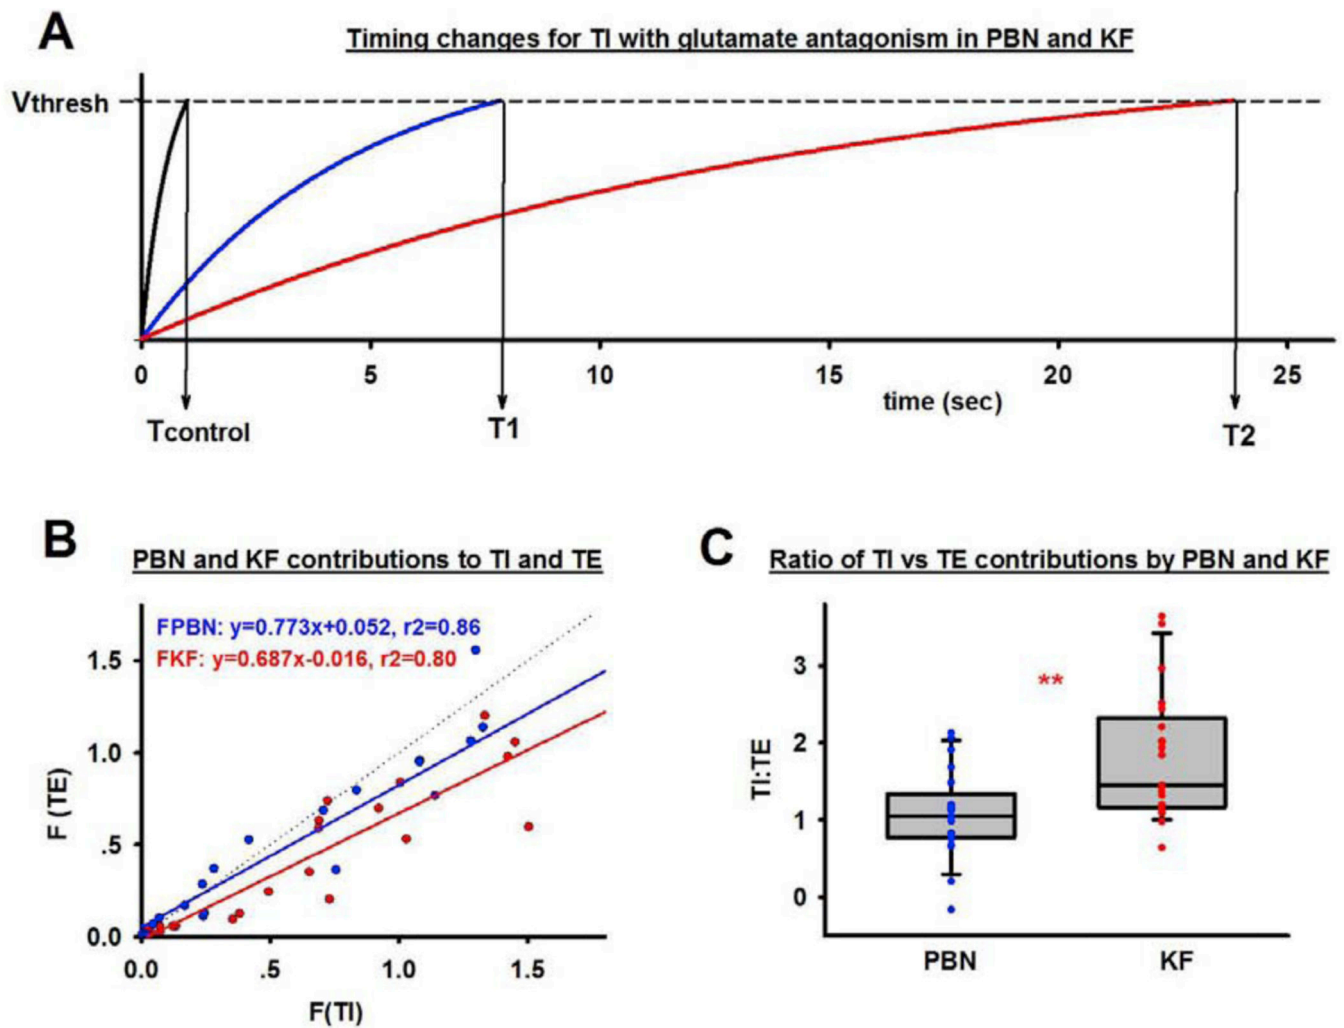 A
Timing changes for TI with glutamate antagonism in PBN and KF
Vthresh
0 5 10 15 20 25
time (sec)
Tcontrol
T1
T2
B
PBN and KF contributions to TI and TE
FPBN: y=0.773x+0.052, r2=0.86
FKF: y=0.687x-0.016, r2=0.80
1.5
1.0
.5
0.0
F (TE)
0.0 .5 1.0 1.5
F(TI)
C
Ratio of TI vs TE contributions by PBN and KF
3
**
2
1
0
TI:TE
PBN KF